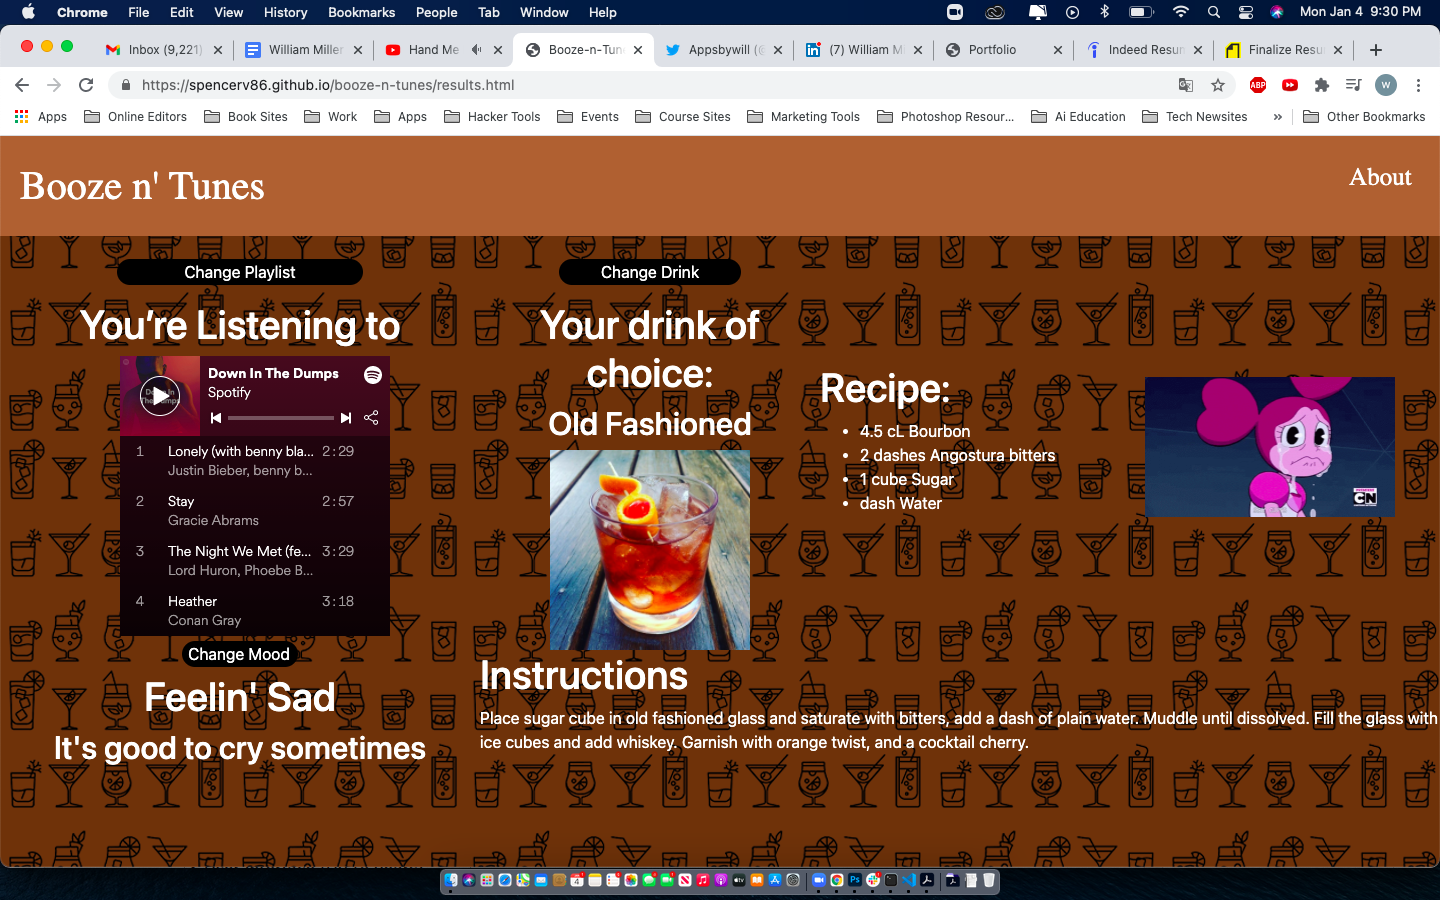 Chrome File Edit View History Bookmarks People Tab Window Help Mon Jan 4 9:30 PM
Inbox (9,221) William Miller Hand Me Booze-n-Tun Appsbywill (@ (7) William Mi Portfolio Indeed Resum Finalize Resu
https://spencerv86.github.io/booze-n-tunes/results.html ABP W
Apps Online Editors Book Sites Work Apps Hacker Tools Events Course Sites Marketing Tools Photoshop Resour... Ai Education Tech Newsites » Other Bookmarks
Booze n' Tunes
About
Change Playlist
You're Listening to
Down In The Dumps
Spotify
1 Lonely (with benny bla... 2:29
Justin Bieber, benny b...
2 Stay 2:57
Gracie Abrams
3 The Night We Met (fe... 3:29
Lord Huron, Phoebe B...
4 Heather 3:18
Conan Gray
Change Mood
Feelin' Sad
It's good to cry sometimes
Change Drink
Your drink of
choice:
Old Fashioned
Recipe:
• 4.5 cL Bourbon
• 2 dashes Angostura bitters
• 1 cube Sugar
• dash Water
CN
Instructions
Place sugar cube in old fashioned glass and saturate with bitters, add a dash of plain water. Muddle until dissolved. Fill the glass with
ice cubes and add whiskey. Garnish with orange twist, and a cocktail cherry.